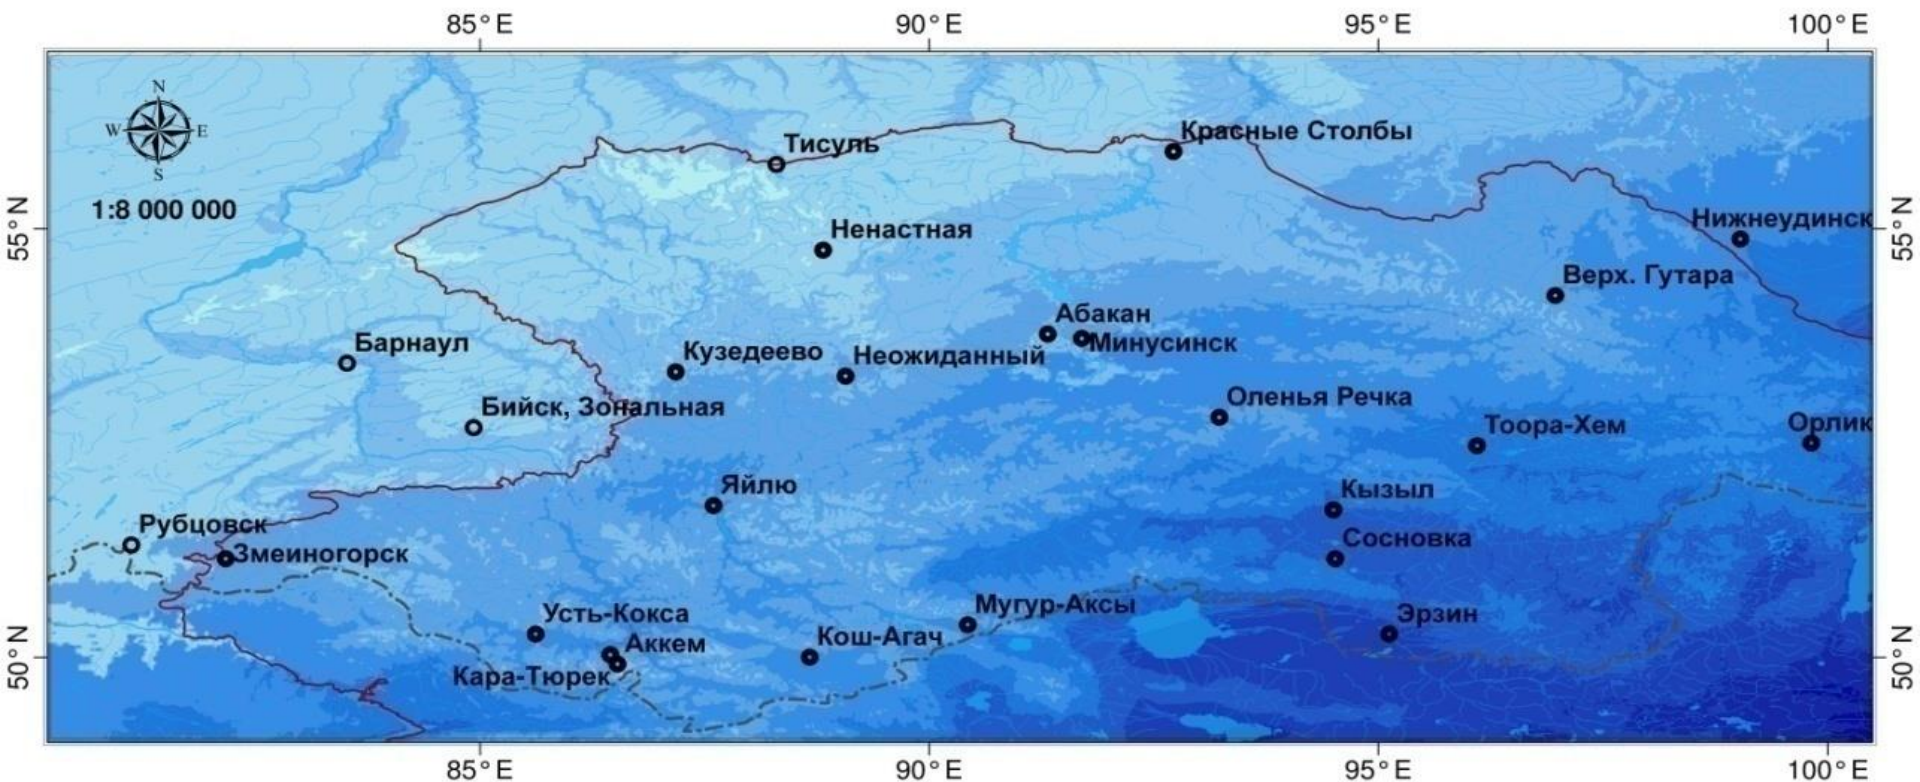 85°E 90°E 95°E 100°E
N
W E
S
1:8 000 000
55°N
55°N
50°N
50°N
Тисуль
Красные Столбы
Нижнеудинск
Ненастная
Верх. Гутара
Абакан
Минусинск
Барнаул
Кузедеево
Неожиданный
Оленья Речка
Бийск, Зональная
Тоора-Хем
Орлик
Яйлю
Кызыл
Рубцовск
Сосновка
Змеиногорск
Усть-Кокса
Мугур-Аксы
Эрзин
Аккем
Кош-Агач
Кара-Тюрек
85°E 90°E 95°E 100°E